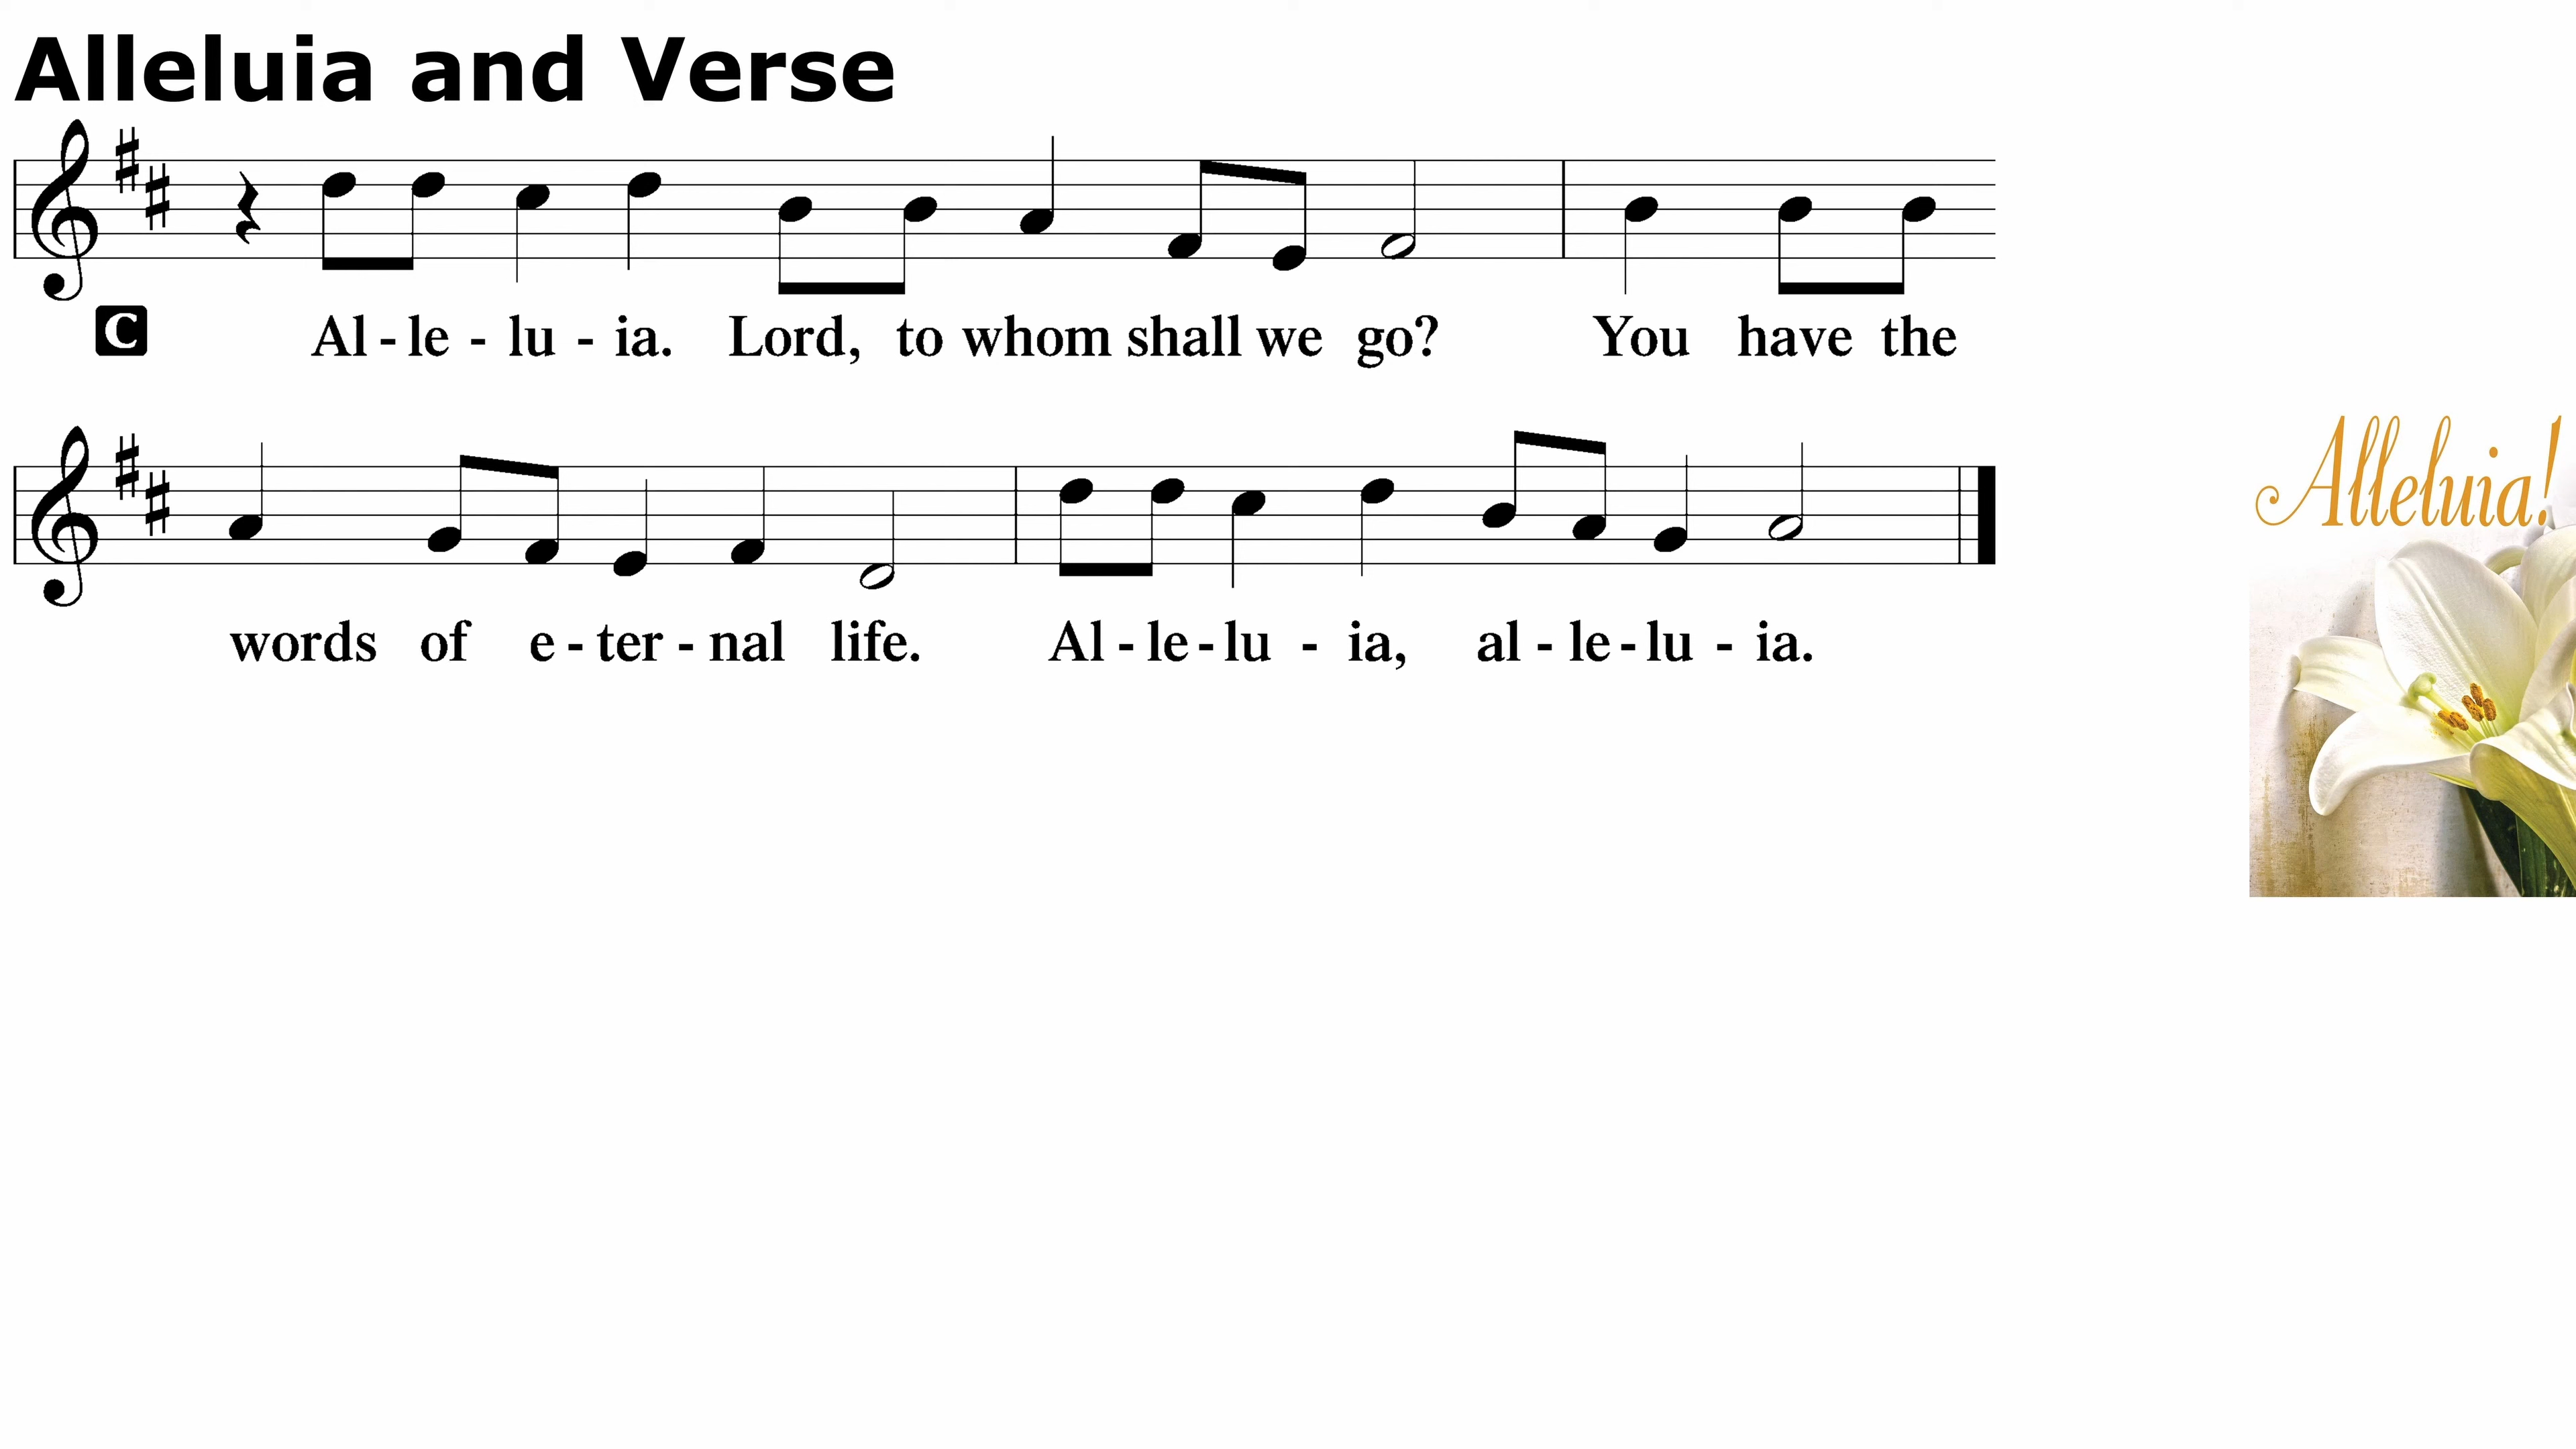 Alleluia and Verse
C Al - le - lu - ia. Lord, to whom shall we go? You have the
words of e - ter - nal life. Al - le - lu - ia, al - le - lu - ia.
Alleluia!